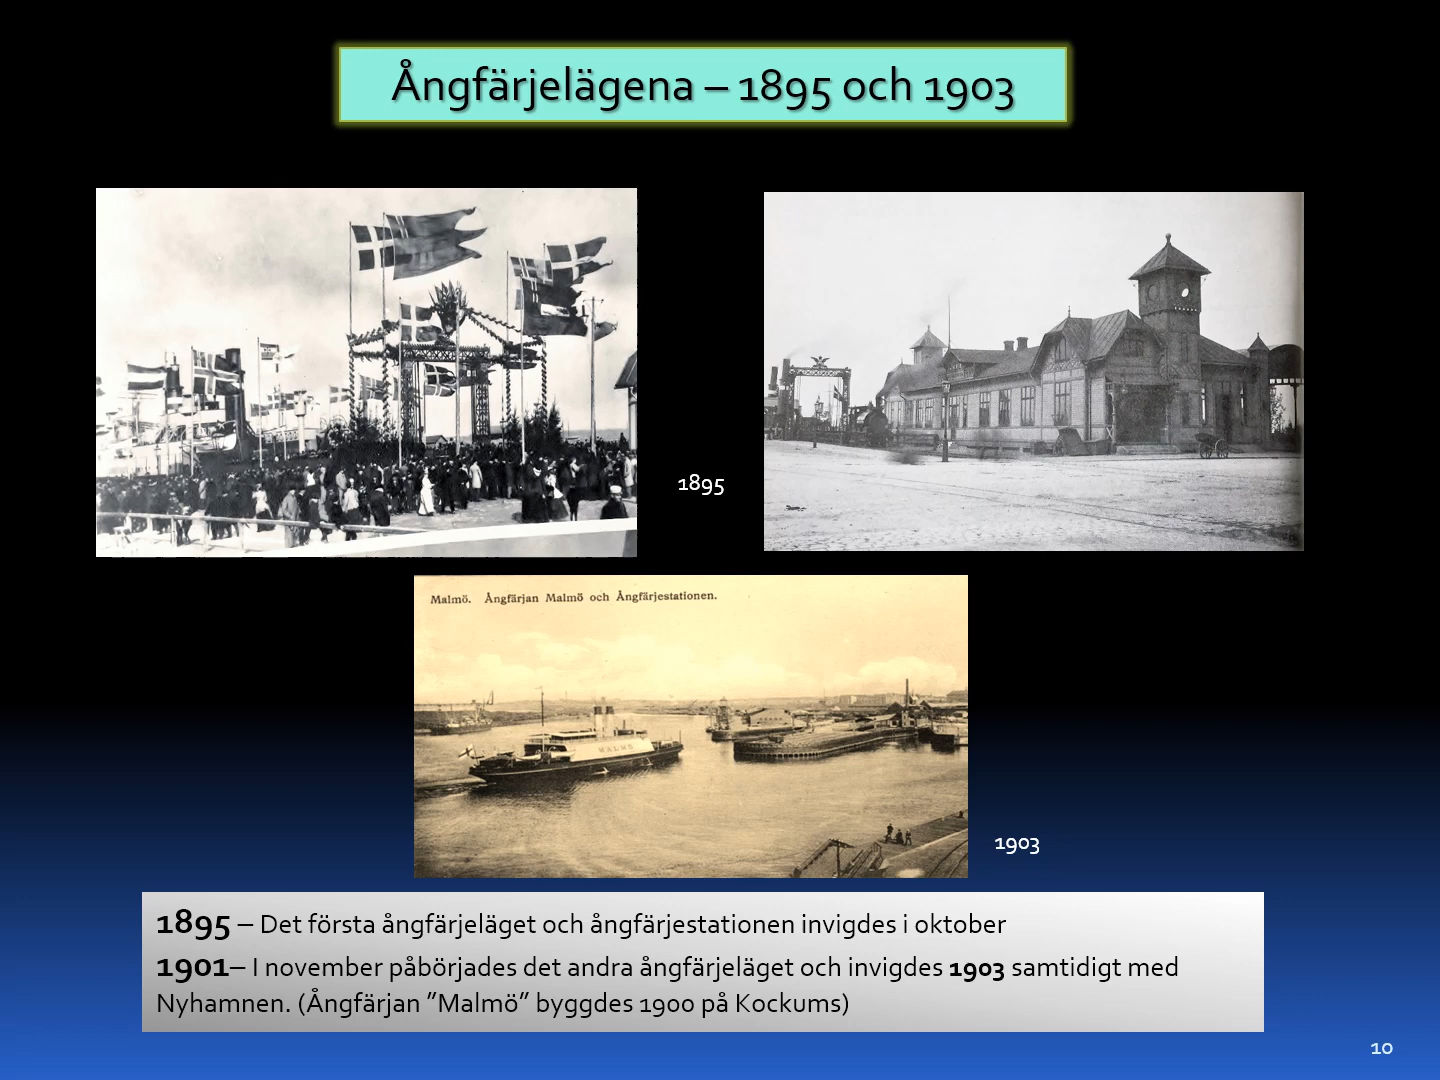 Ångfärjelägena – 1895 och 1903
1895
Malmö. Ångfärjan Malmö och Ångfärjestationen.
MALMÖ
1903
1895 – Det första ångfärjeläget och ångfärjestationen invigdes i oktober
1901– I november påbörjades det andra ångfärjeläget och invigdes 1903 samtidigt med
Nyhamnen. (Ångfärjan ”Malmö” byggdes 1900 på Kockums)
10